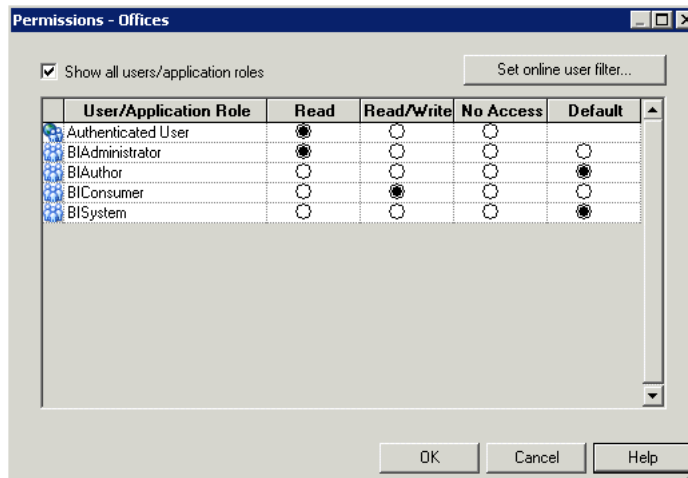 Permissions - Offices
Show all users/application roles
Set online user filter...
User/Application Role Read Read/Write No Access Default
Authenticated User
BIAdministrator
BIAuthor
BIConsumer
BISystem
OK Cancel Help